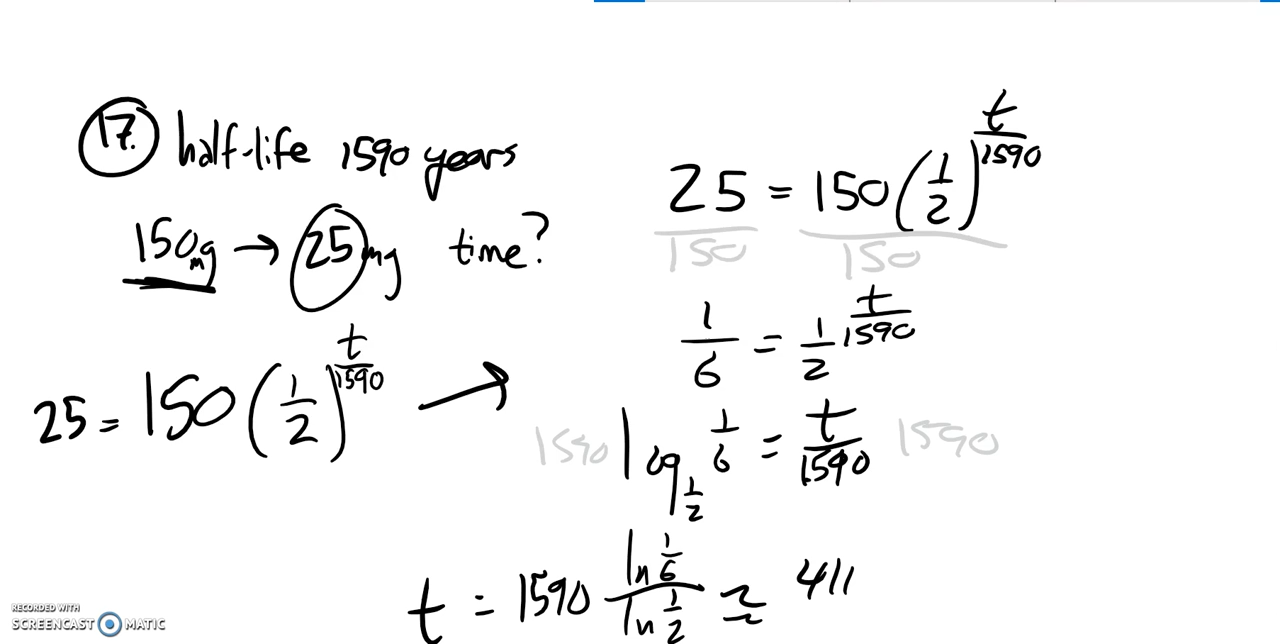 17. half-life 1590 years
150mg → 25mg time?
25 = 150(1/2)^(t/1590) →
25 = 150(1/2)^(t/1590)
150 150
1/6 = 1/2^(t/1590)
1590 log_(1/2) 1/6 = t/1590 1590
t = 1590 (ln 1/6)/(ln 1/2) ≈ 411
RECORDED WITH
SCREENCAST MATIC